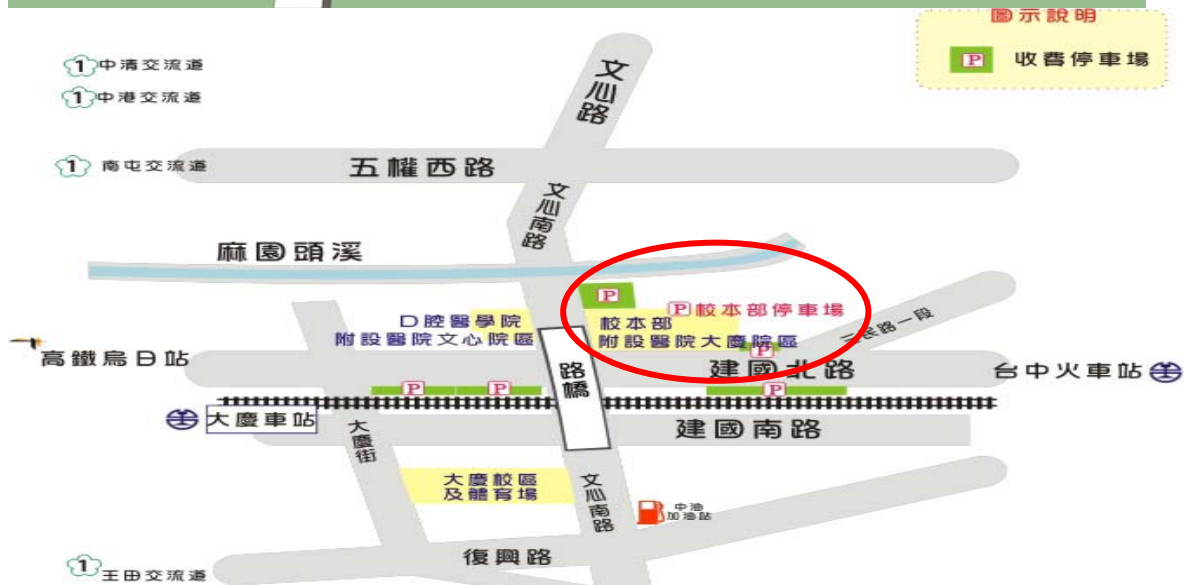 圖示說明
P 收費停車場
1 中清交流道
1 中港交流道
1 南屯交流道
文心路
五權西路
文心南路
麻園頭溪
P
P 校本部停車場
口腔醫學院
附設醫院文心院區
校本部
附設醫院大慶院區
三民路一段
P
高鐵烏日站
路橋
建國北路
台中火車站
P
P
P
大慶車站
大慶街
建國南路
大慶校區
及體育場
文心南路
中油
加油站
復興路
1 王田交流道